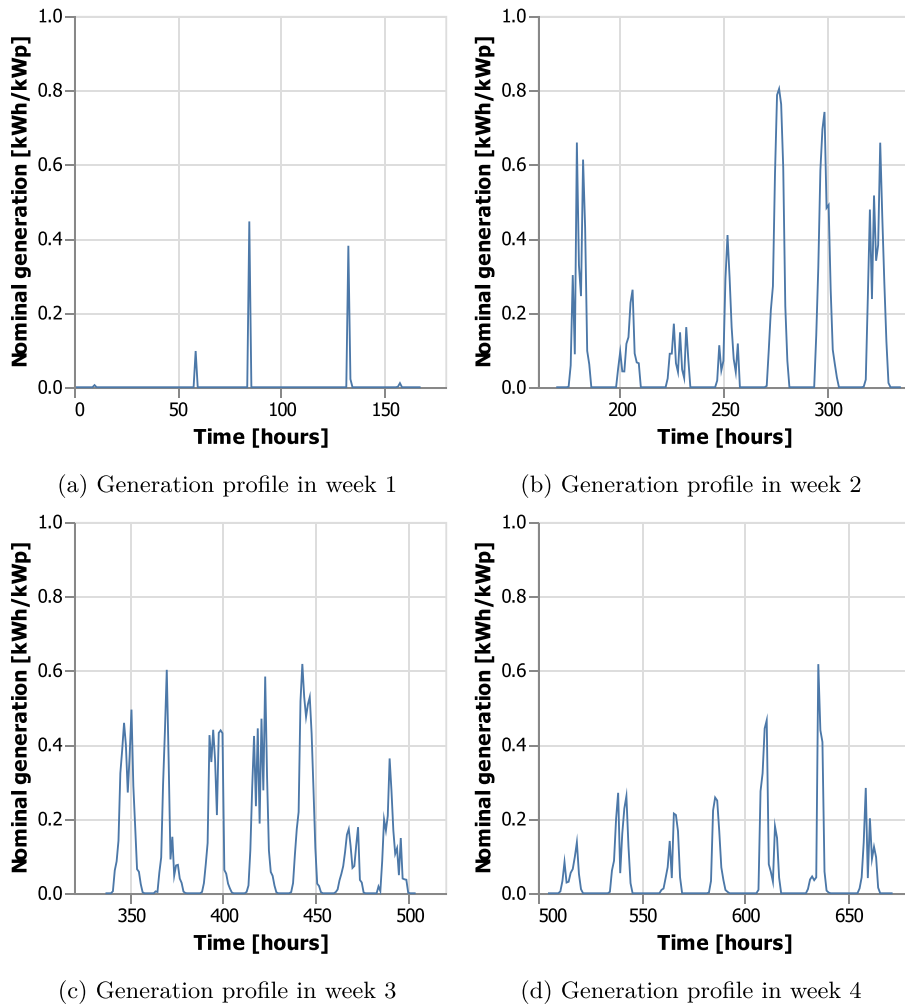 1.0
0.8
0.6
0.4
0.2
0.0
Nominal generation [kWh/kWp]
0 50 100 150
Time [hours]
(a) Generation profile in week 1
1.0
0.8
0.6
0.4
0.2
0.0
Nominal generation [kWh/kWp]
200 250 300
Time [hours]
(b) Generation profile in week 2
1.0
0.8
0.6
0.4
0.2
0.0
Nominal generation [kWh/kWp]
350 400 450 500
Time [hours]
(c) Generation profile in week 3
1.0
0.8
0.6
0.4
0.2
0.0
Nominal generation [kWh/kWp]
500 550 600 650
Time [hours]
(d) Generation profile in week 4